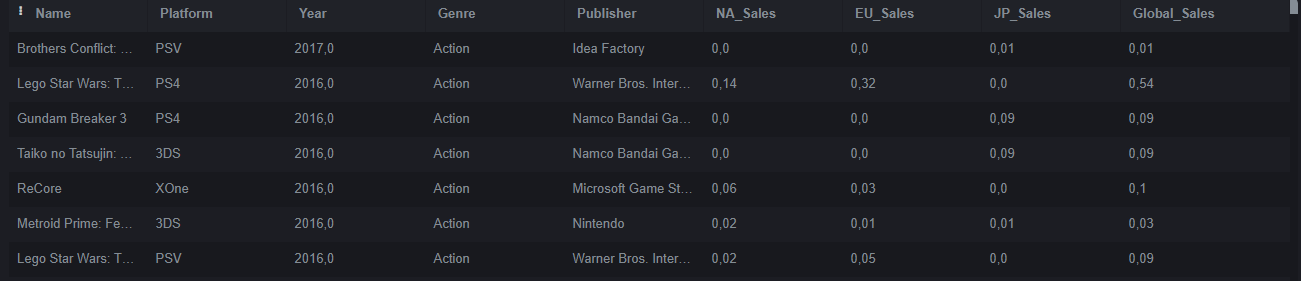 Name Platform Year Genre Publisher NA_Sales EU_Sales JP_Sales Global_Sales
Brothers Conflict: ... PSV 2017,0 Action Idea Factory 0,0 0,0 0,01 0,01
Lego Star Wars: T... PS4 2016,0 Action Warner Bros. Inter... 0,14 0,32 0,0 0,54
Gundam Breaker 3 PS4 2016,0 Action Namco Bandai Ga... 0,0 0,0 0,09 0,09
Taiko no Tatsujin: ... 3DS 2016,0 Action Namco Bandai Ga... 0,0 0,0 0,09 0,09
ReCore XOne 2016,0 Action Microsoft Game St... 0,06 0,03 0,0 0,1
Metroid Prime: Fe... 3DS 2016,0 Action Nintendo 0,02 0,01 0,01 0,03
Lego Star Wars: T... PSV 2016,0 Action Warner Bros. Inter... 0,02 0,05 0,0 0,09